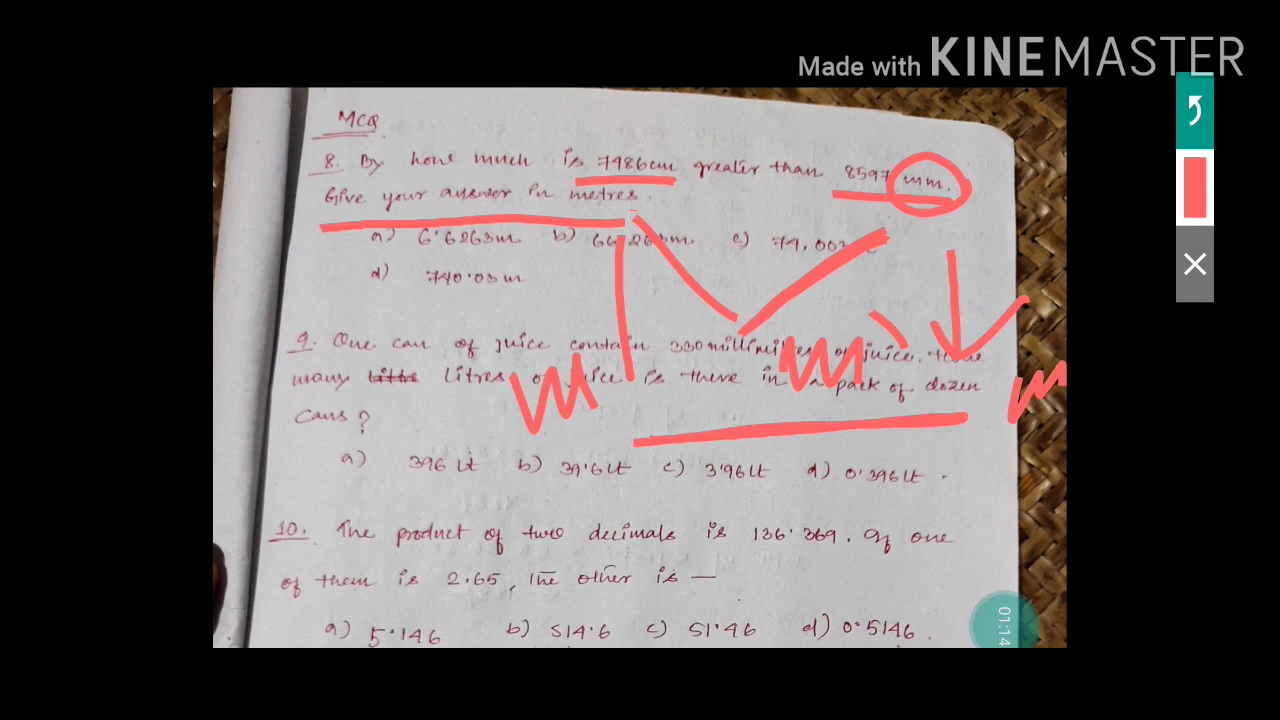 Made with KINEMASTER
MCQ
8. By how much is 7486cm greater than 8597 mm.
Give your answer in metres.
a) 6.6263m b) 66.263m c) 74.003
d) 740.03 m
9. One can of juice contain 330 millilitres of juice. How
many litres of juice is there in a pack of dozen
cans?
a) 396 lt b) 39.6 lt c) 3.96 lt d) 0.396 lt.
10. The product of two decimals is 136.369. If one
of them is 2.65, the other is —
a) 5.146 b) 514.6 c) 51.46 d) 0.5146.
m m m
01:14